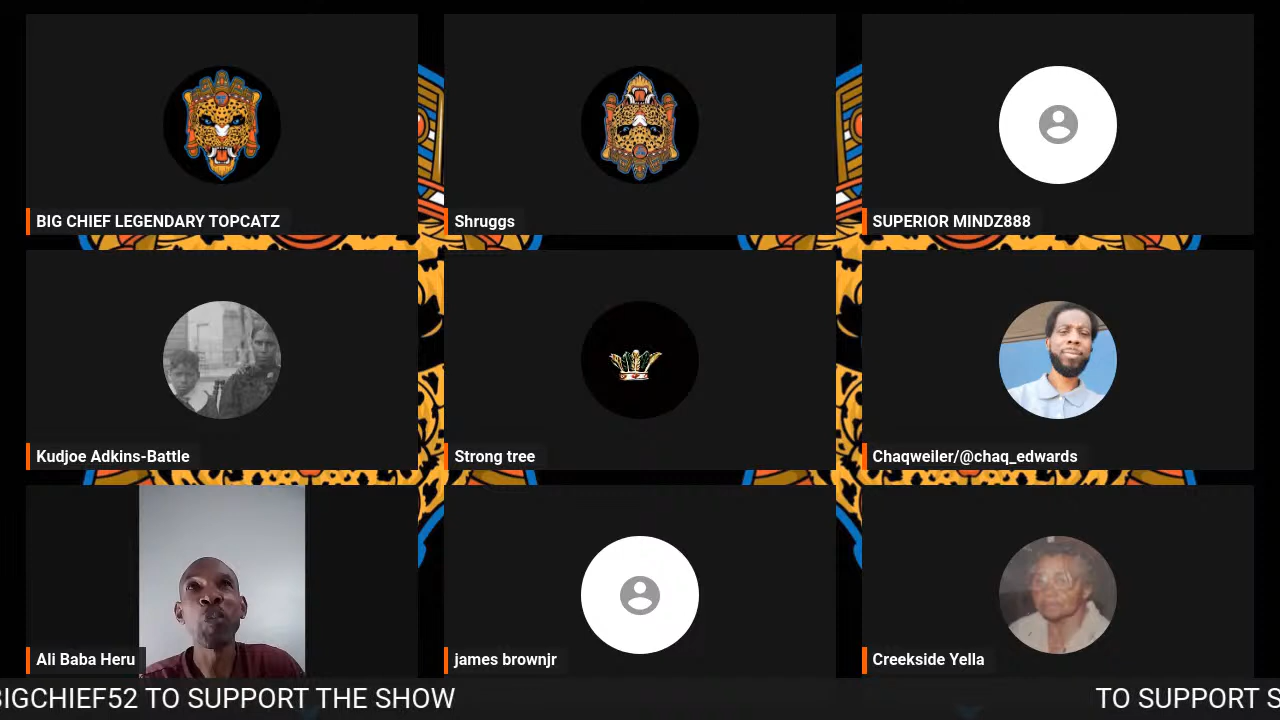 BIG CHIEF LEGENDARY TOPCATZ
Shruggs
SUPERIOR MINDZ888
Kudjoe Adkins-Battle
Strong tree
Chaqweiler/@chaq_edwards
Ali Baba Heru
james brownjr
Creekside Yella
BIGCHIEF52 TO SUPPORT THE SHOW
TO SUPPORT S